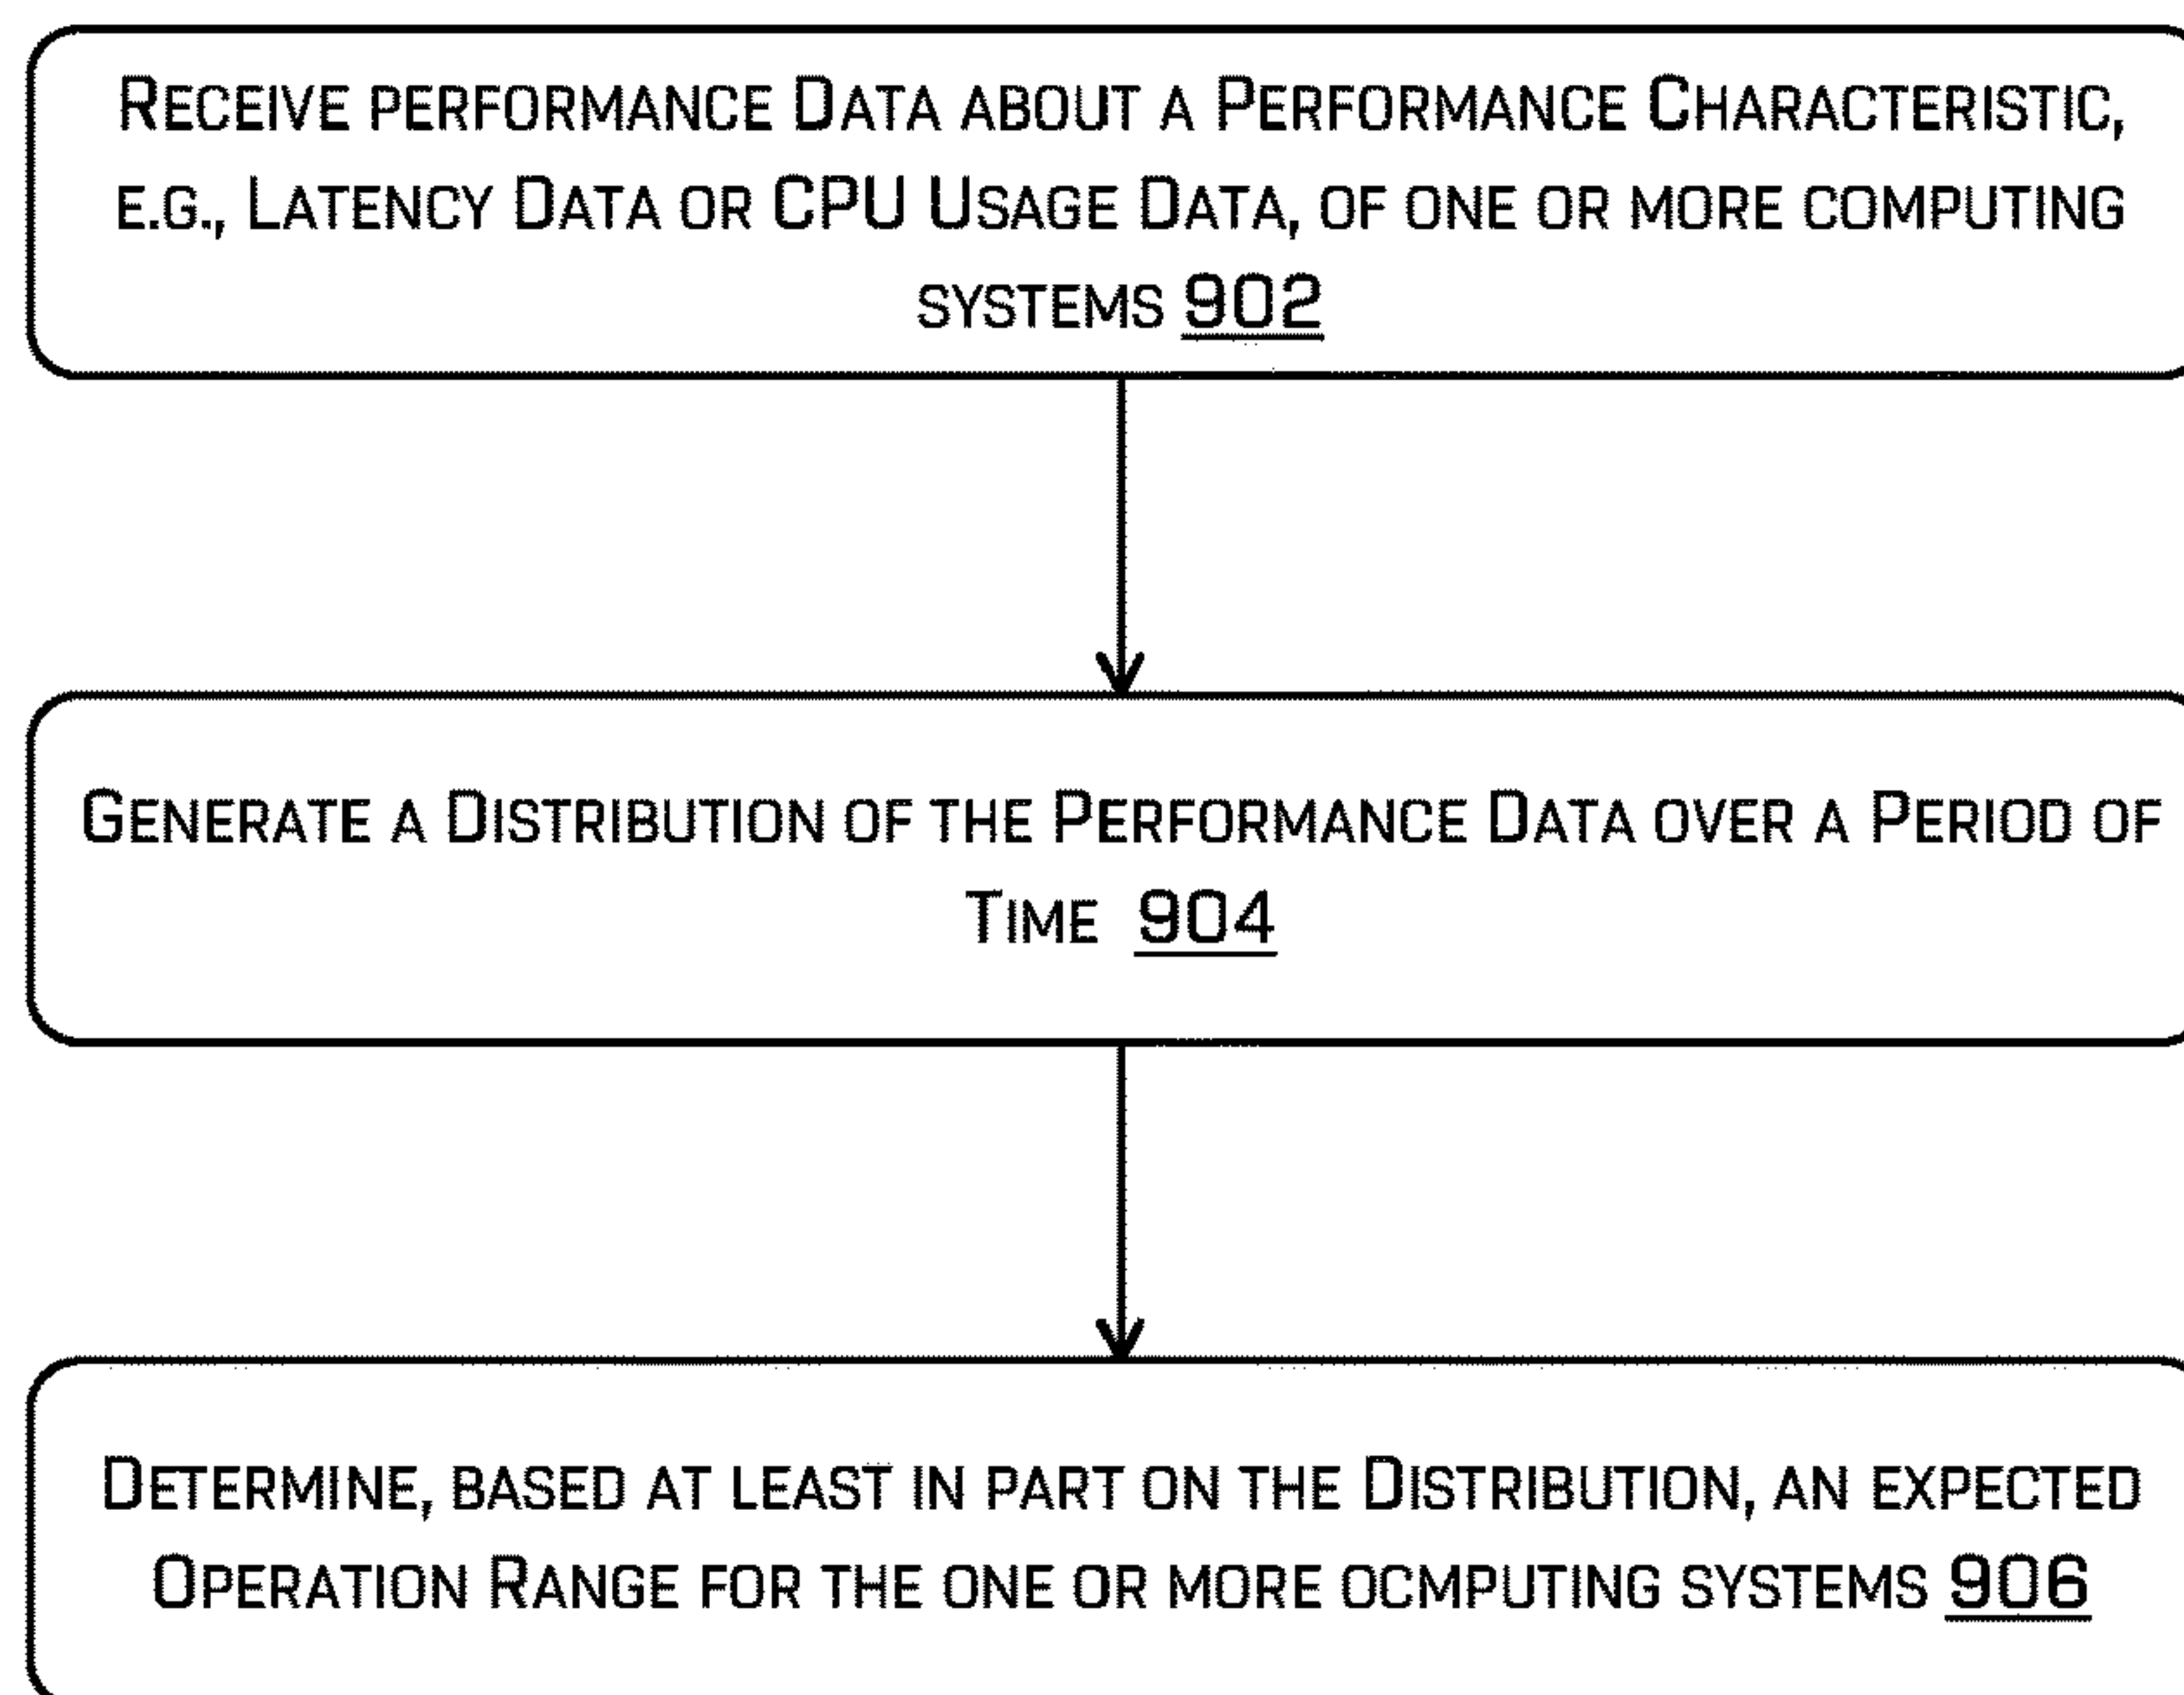 Receive performance Data about a Performance Characteristic,
e.g., Latency Data or CPU Usage Data, of one or more computing
systems 902
Generate a Distribution of the Performance Data over a Period of
Time 904
Determine, based at least in part on the Distribution, an expected
Operation Range for the one or more ocmputing systems 906